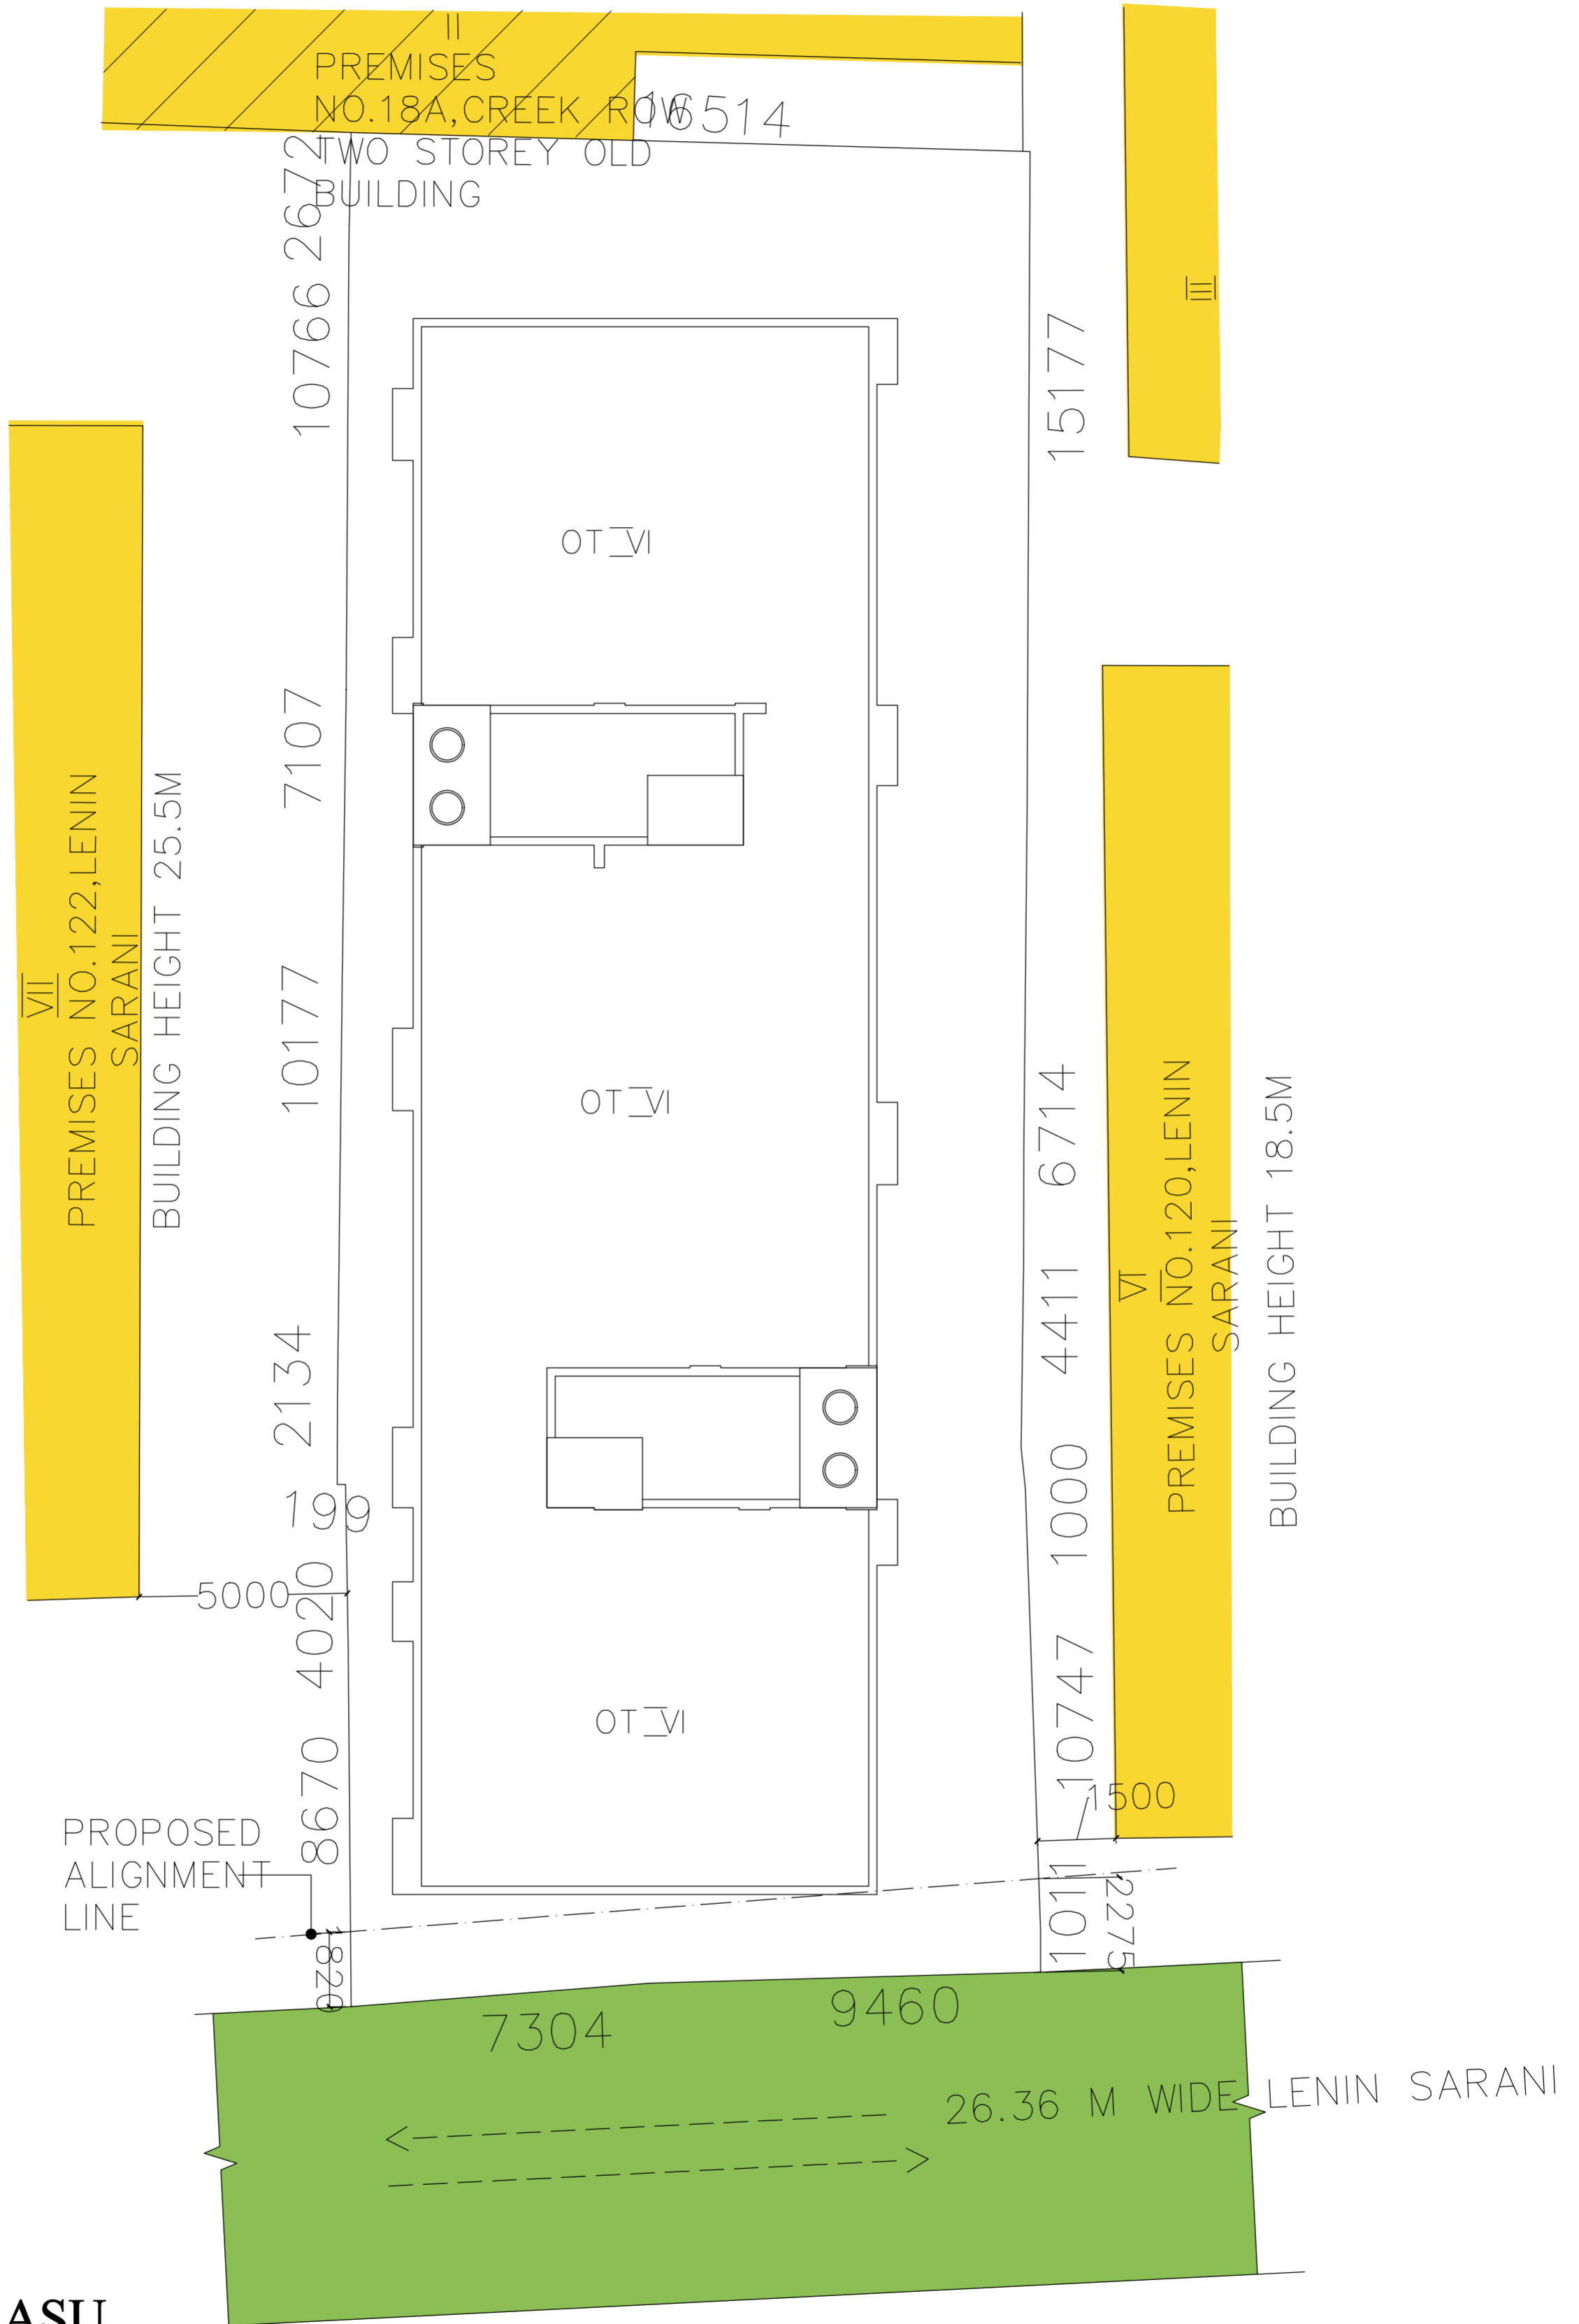 II
PREMISES
NO.18A,CREEK ROW
16514
TWO STOREY OLD
BUILDING
2672
10766
III
15177
OT_VI
7107
VII
PREMISES NO.122,LENIN
SARANI
BUILDING HEIGHT 25.5M
10177
OT_VI
6714
4411
VI
PREMISES NO.120,LENIN
SARANI
BUILDING HEIGHT 18.5M
2134
199
1000
5000
4020
10747
OT_VI
8670
1500
PROPOSED
ALIGNMENT
LINE
1011
2275
1820
7304
9460
26.36 M WIDE LENIN SARANI
ASU